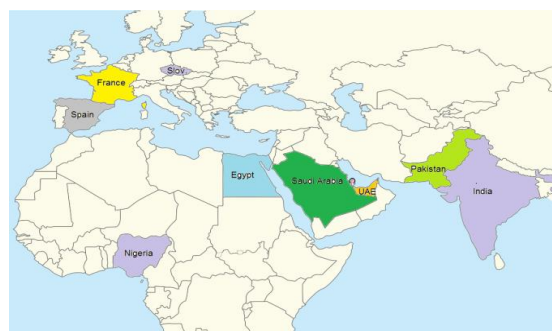 Slov.
France
Spain
Egypt
Saudi Arabia
UAE
Pakistan
India
Nigeria